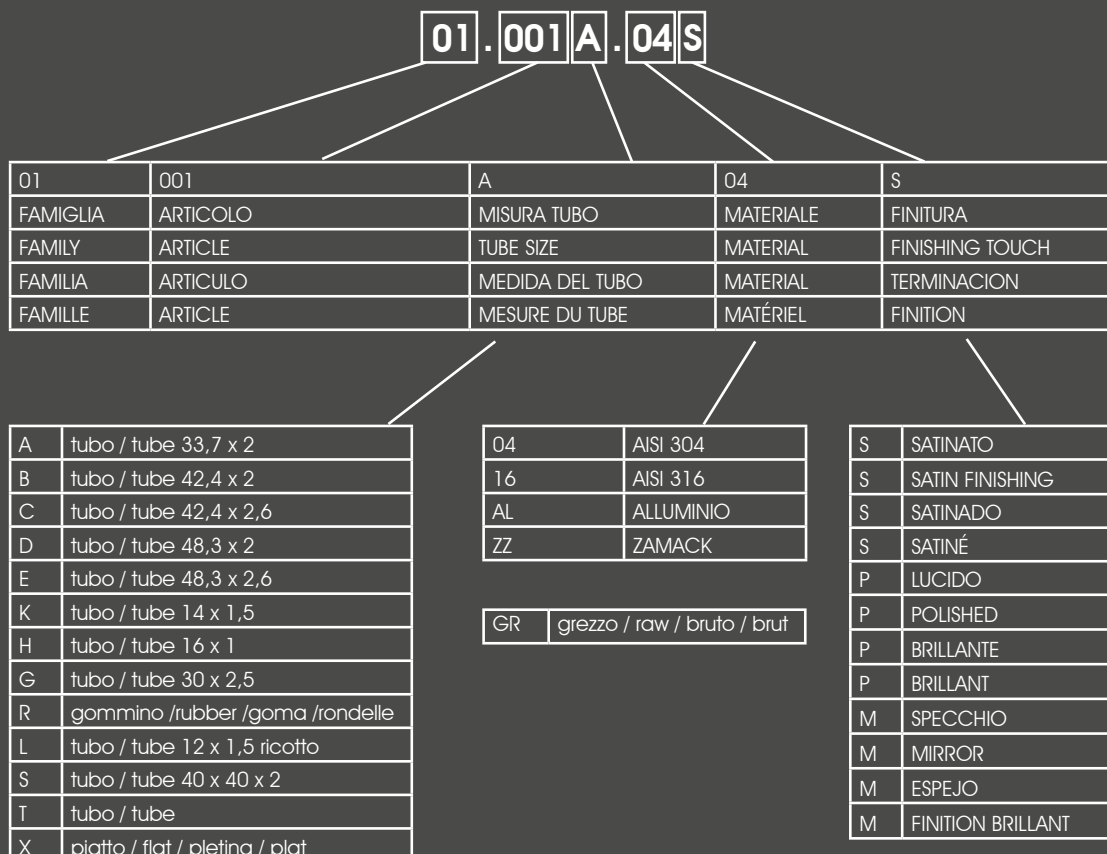 01.001A.04S
01 001 A 04 S
FAMIGLIA ARTICOLO MISURA TUBO MATERIALE FINITURA
FAMILY ARTICLE TUBE SIZE MATERIAL FINISHING TOUCH
FAMILIA ARTICULO MEDIDA DEL TUBO MATERIAL TERMINACION
FAMILLE ARTICLE MESURE DU TUBE MATÉRIEL FINITION
A tubo / tube 33,7 x 2
B tubo / tube 42,4 x 2
C tubo / tube 42,4 x 2,6
D tubo / tube 48,3 x 2
E tubo / tube 48,3 x 2,6
K tubo / tube 14 x 1,5
H tubo / tube 16 x 1
G tubo / tube 30 x 2,5
R gommino /rubber /goma /rondelle
L tubo / tube 12 x 1,5 ricotto
S tubo / tube 40 x 40 x 2
T tubo / tube
X piatto / flat / pletina / plat
04 AISI 304
16 AISI 316
AL ALLUMINIO
ZZ ZAMACK
GR grezzo / raw / bruto / brut
S SATINATO
S SATIN FINISHING
S SATINADO
S SATINÉ
P LUCIDO
P POLISHED
P BRILLANTE
P BRILLANT
M SPECCHIO
M MIRROR
M ESPEJO
M FINITION BRILLANT